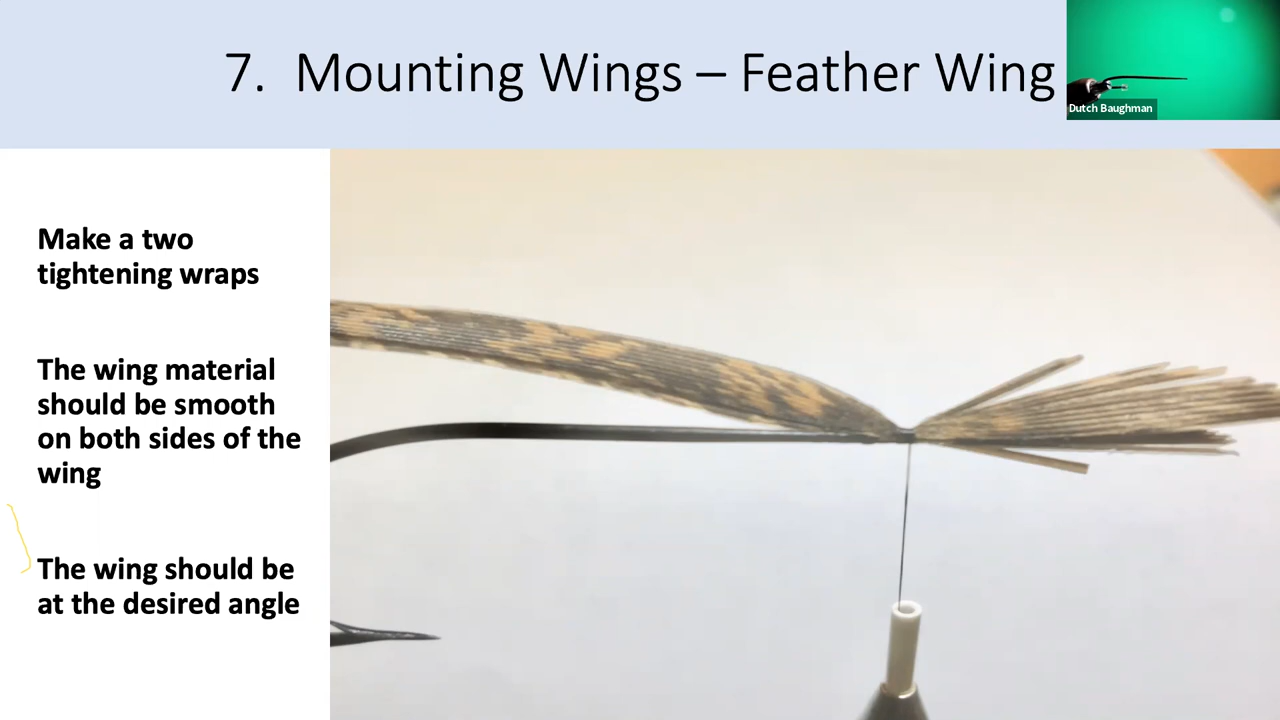 7. Mounting Wings – Feather Wing
Dutch Baughman
Make a two
tightening wraps
The wing material
should be smooth
on both sides of the
wing
The wing should be
at the desired angle